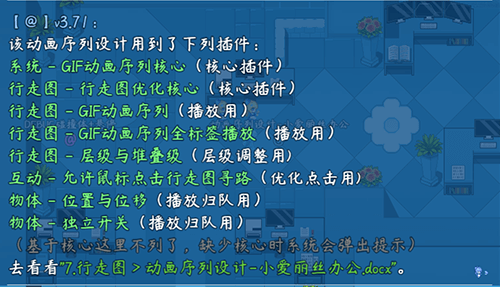 【@】v3.71：
该动画序列设计用到了下列插件：
系统 - GIF动画序列核心（核心插件）
行走图 - 行走图优化核心（核心插件）
行走图 - GIF动画序列（播放用）
行走图 - GIF动画序列全标签播放（播放用）
行走图 - 层级与堆叠级（层级调整用）
互动 - 允许鼠标点击行走图寻路（优化点击用）
物体 - 位置与位移（播放归队用）
物体 - 独立开关（播放归队用）
（基于核心这里不列了，缺少核心时系统会弹出提示）
去看看"7.行走图 > 动画序列设计-小爱丽丝办公.docx"。